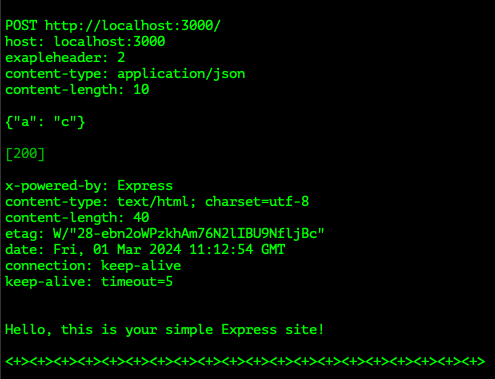 POST http://localhost:3000/
host: localhost:3000
exapleheader: 2
content-type: application/json
content-length: 10
{"a": "c"}
[200]
x-powered-by: Express
content-type: text/html; charset=utf-8
content-length: 40
etag: W/"28-ebn2oWPzkhAm76N2lIBU9NfljBc"
date: Fri, 01 Mar 2024 11:12:54 GMT
connection: keep-alive
keep-alive: timeout=5
Hello, this is your simple Express site!
<+><+><+><+><+><+><+><+><+><+><+><+><+><+><+><+><+><+><+><+>